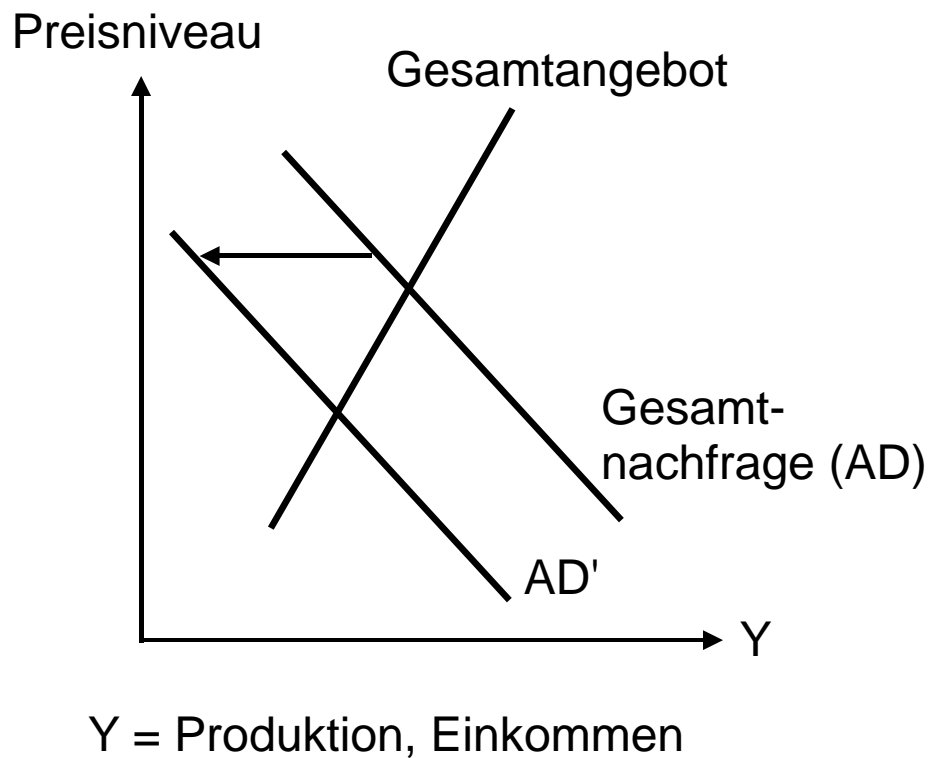 Preisniveau
Gesamtangebot
Gesamt-
nachfrage (AD)
AD'
Y
Y = Produktion, Einkommen